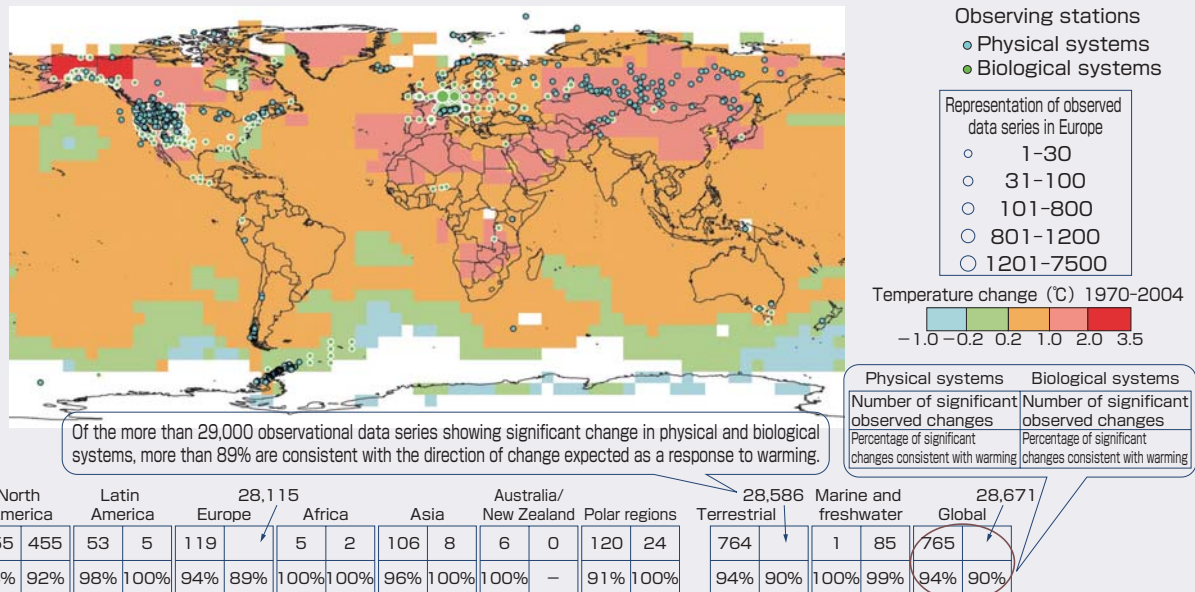 Observing stations
Physical systems
Biological systems
Representation of observed
data series in Europe
1-30
31-100
101-800
801-1200
1201-7500
Temperature change (℃) 1970-2004
−1.0 −0.2 0.2 1.0 2.0 3.5
Physical systems Biological systems
Number of significant Number of significant
observed changes observed changes
Percentage of significant Percentage of significant
changes consistent with warming changes consistent with warming
Of the more than 29,000 observational data series showing significant change in physical and biological
systems, more than 89% are consistent with the direction of change expected as a response to warming.
North Latin 28,115 Australia/ 28,586 Marine and 28,671
America Europe Africa Asia New Zealand Polar regions Terrestrial freshwater Global
455 53 5 119 5 2 106 8 6 0 120 24 764 1 85 765
92% 98% 100% 94% 89% 100% 100% 96% 100% 100% − 91% 100% 94% 90% 100% 99% 94% 90%